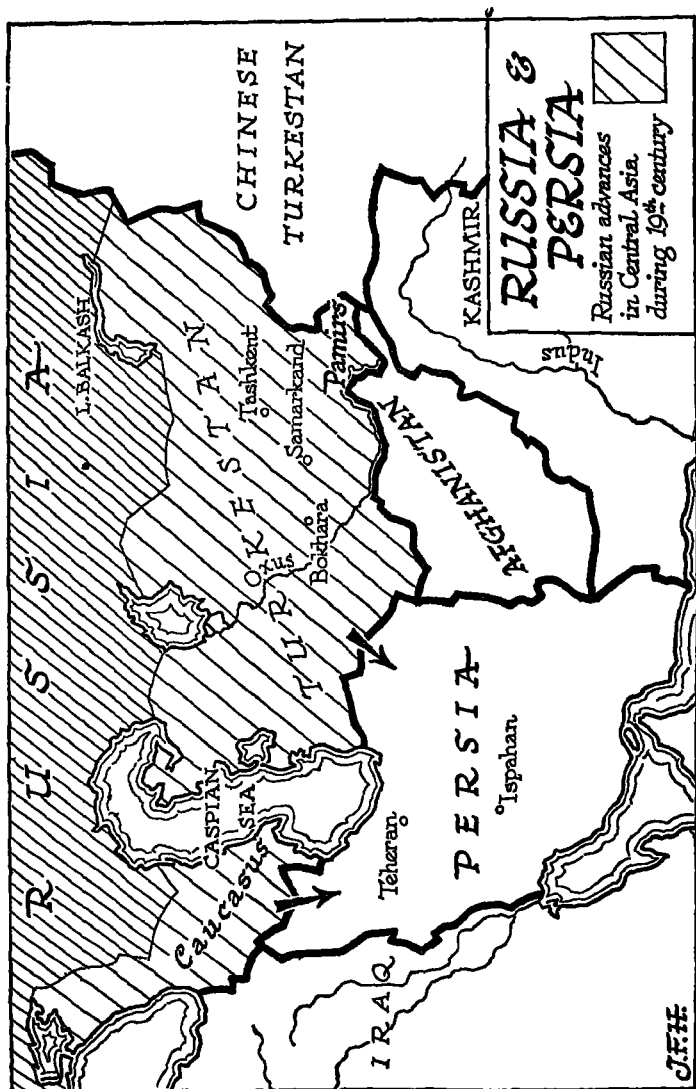 RUSSIA
L. BALKASH
CHINESE
TURKESTAN
TURKESTAN
Tashkent
Samarkand
Oxus
Bokhara
Pamirs
CASPIAN
SEA
Caucasus
AFGHANISTAN
KASHMIR
Indus
Teheran
PERSIA
Ispahan
IRAQ
RUSSIA &
PERSIA
Russian advances
in Central Asia
during 19th century
J.F.H.